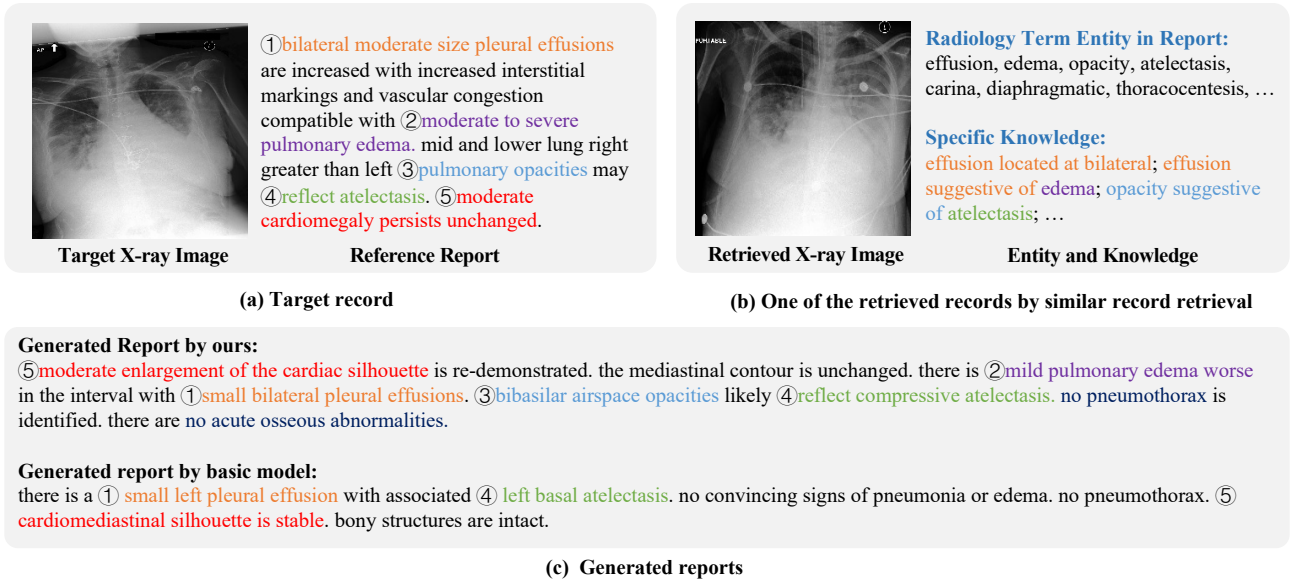 AP
①bilateral moderate size pleural effusions
are increased with increased interstitial
markings and vascular congestion
compatible with ②moderate to severe
pulmonary edema. mid and lower lung right
greater than left ③pulmonary opacities may
④reflect atelectasis. ⑤moderate
cardiomegaly persists unchanged.
Target X-ray Image
Reference Report
(a) Target record
PORTABLE
Radiology Term Entity in Report:
effusion, edema, opacity, atelectasis,
carina, diaphragmatic, thoracocentesis, …
Specific Knowledge:
effusion located at bilateral; effusion
suggestive of edema; opacity suggestive
of atelectasis; …
Retrieved X-ray Image
Entity and Knowledge
(b) One of the retrieved records by similar record retrieval
Generated Report by ours:
⑤moderate enlargement of the cardiac silhouette is re-demonstrated. the mediastinal contour is unchanged. there is ②mild pulmonary edema worse
in the interval with ①small bilateral pleural effusions. ③bibasilar airspace opacities likely ④reflect compressive atelectasis. no pneumothorax is
identified. there are no acute osseous abnormalities.
Generated report by basic model:
there is a ① small left pleural effusion with associated ④ left basal atelectasis. no convincing signs of pneumonia or edema. no pneumothorax. ⑤
cardiomediastinal silhouette is stable. bony structures are intact.
(c) Generated reports